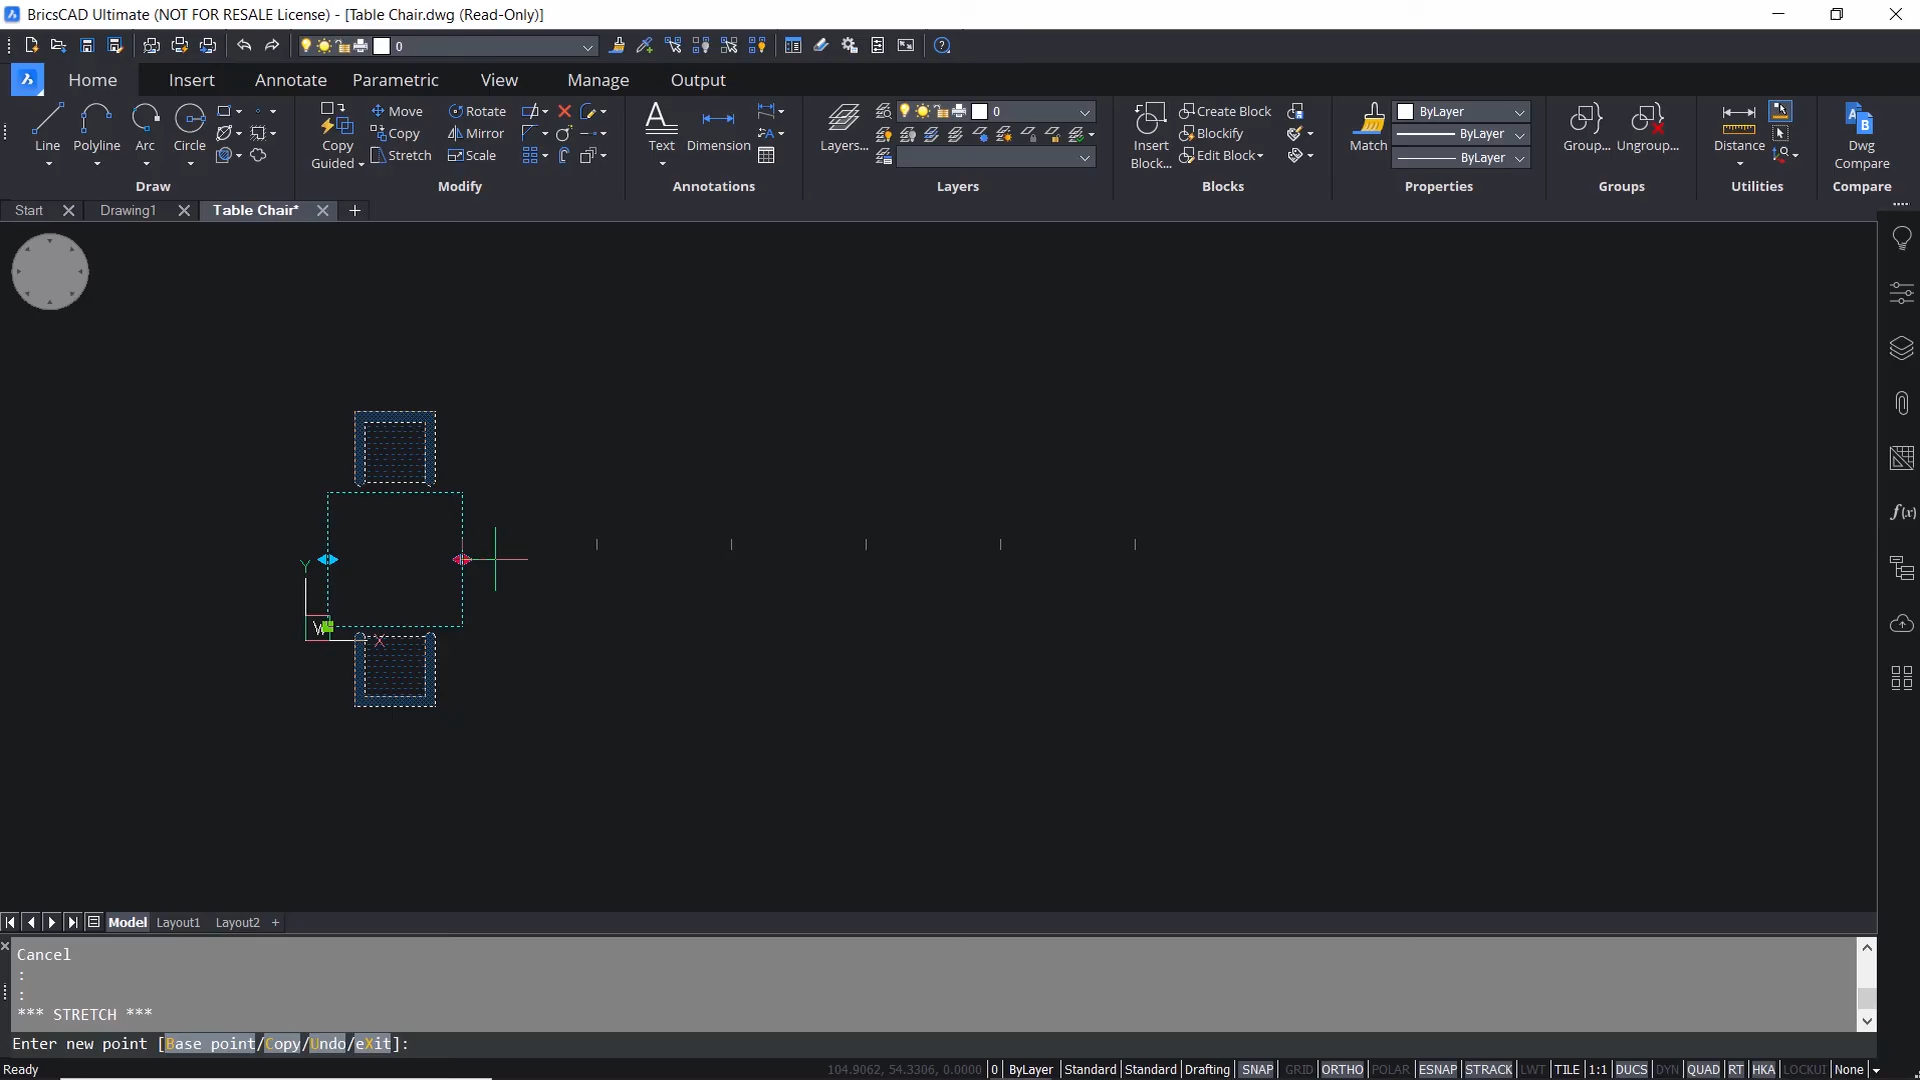 BricsCAD Ultimate (NOT FOR RESALE License) - [Table Chair.dwg (Read-Only)]
0
Home Insert Annotate Parametric View Manage Output
Line Polyline Arc Circle
Draw
Copy Guided
Move Rotate
Copy Mirror
Stretch Scale
Modify
Text Dimension
Annotations
Layers... 0
Layers
Insert Block...
Create Block
Blockify
Edit Block
Blocks
Match ByLayer
ByLayer
ByLayer
Properties
Group... Ungroup...
Groups
Distance
Utilities
Dwg Compare
Compare
Start Drawing1 Table Chair*
f(x)
Y
W
X
Model Layout1 Layout2 +
Cancel
:
:
*** STRETCH ***
Enter new point [Base point/Copy/Undo/eXit]:
Ready 104.9062, 54.3306, 0.0000 0 ByLayer Standard Standard Drafting SNAP GRID ORTHO POLAR ESNAP STRACK LWT TILE 1:1 DUCS DYN QUAD RT HKA LOCKUI None